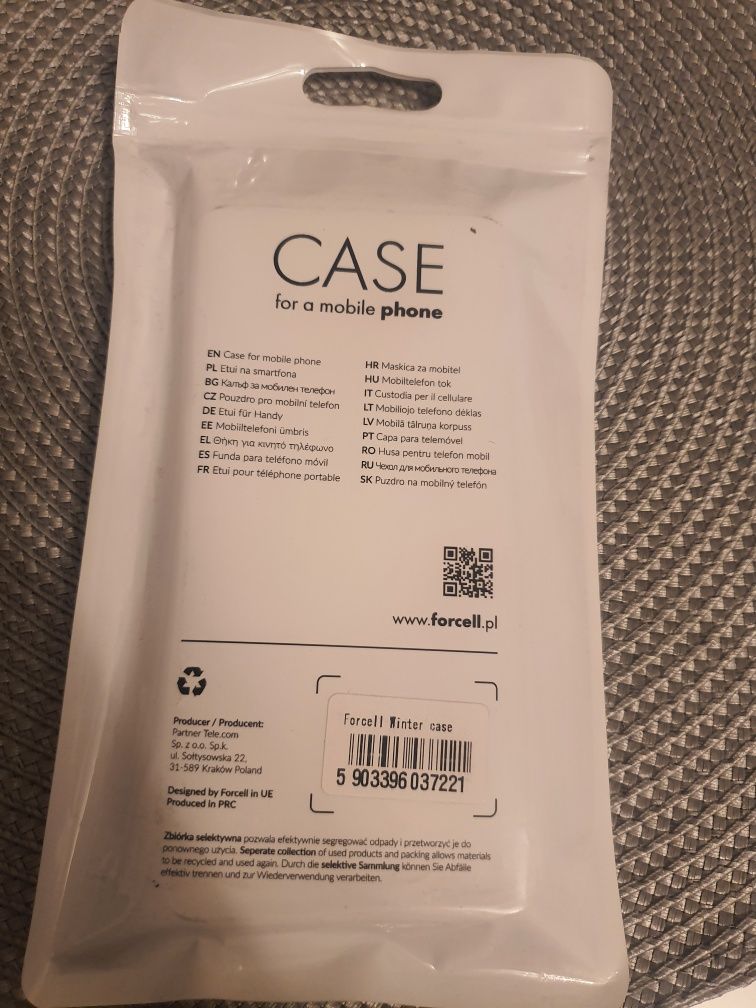 CASE
for a mobile phone
EN Case for mobile phone
PL Etui na smartfona
BG Калъф за мобилен телефон
CZ Pouzdro pro mobilní telefon
DE Etui für Handy
EE Mobiiltelefoni ümbris
EL Θήκη για κινητό τηλέφωνο
ES Funda para teléfono móvil
FR Etui pour téléphone portable
HR Maskica za mobitel
HU Mobiltelefon tok
IT Custodia per il cellulare
LT Mobiliojo telefono dėklas
LV Mobilā tālruņa korpuss
PT Capa para telemóvel
RO Husa pentru telefon mobil
RU Чехол для мобильного телефона
SK Puzdro na mobilný telefón
www.forcell.pl
Producer / Producent:
Partner Tele.com
Sp. z o.o. Sp.k.
ul. Sołtysowska 22,
31-589 Kraków Poland
Designed by Forcell in UE
Produced in PRC
Forcell Winter case
5 903396 037221
Zbiórka selektywna pozwala efektywnie segregować odpady i przetworzyć je do
ponownego użycia. Seperate collection of used products and packing allows materials
to be recycled and used again. Durch die selektive Sammlung können Sie Abfälle
effektiv trennen und zur Wiederverwendung verarbeiten.